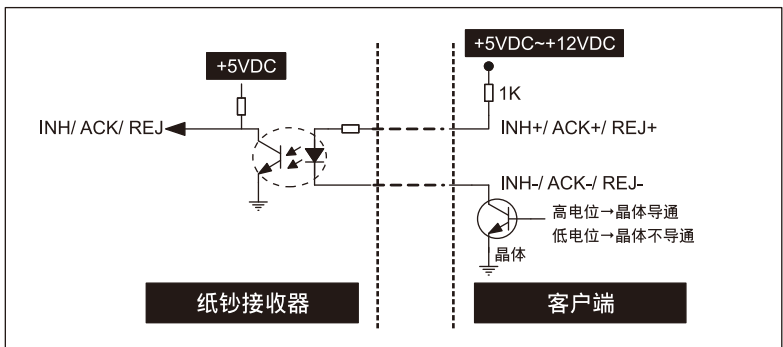 +5VDC~+12VDC
+5VDC
1K
INH/ ACK/ REJ
INH+/ ACK+/ REJ+
INH-/ ACK-/ REJ-
高电位→晶体导通
低电位→晶体不导通
晶体
纸钞接收器
客户端